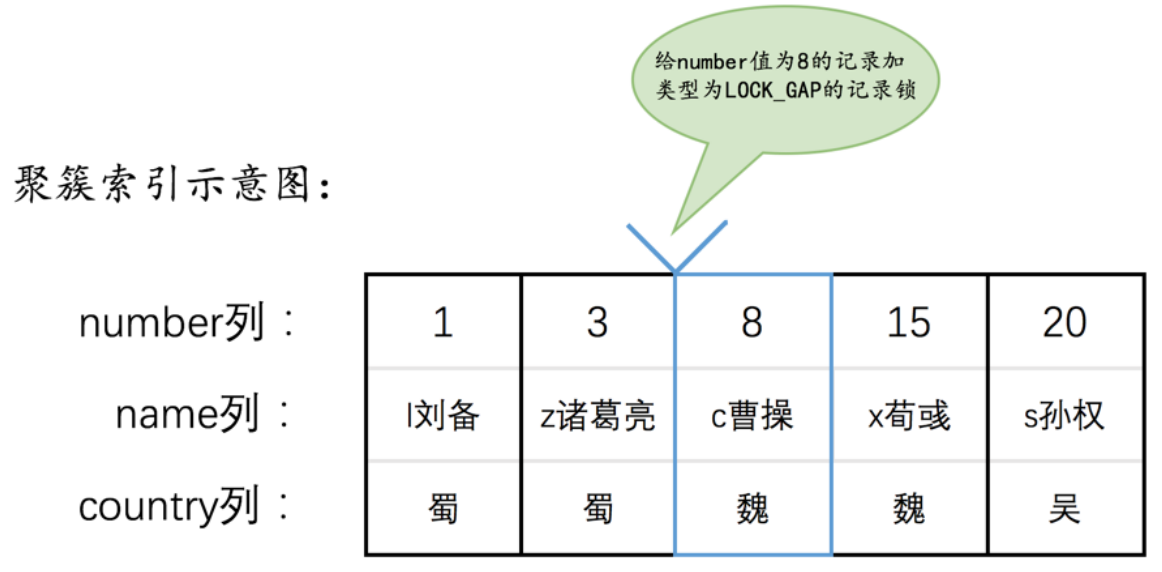 给number值为8的记录加
类型为LOCK_GAP的记录锁
聚簇索引示意图：
number列： 1 3 8 15 20
name列： l刘备 z诸葛亮 c曹操 x荀彧 s孙权
country列： 蜀 蜀 魏 魏 吴